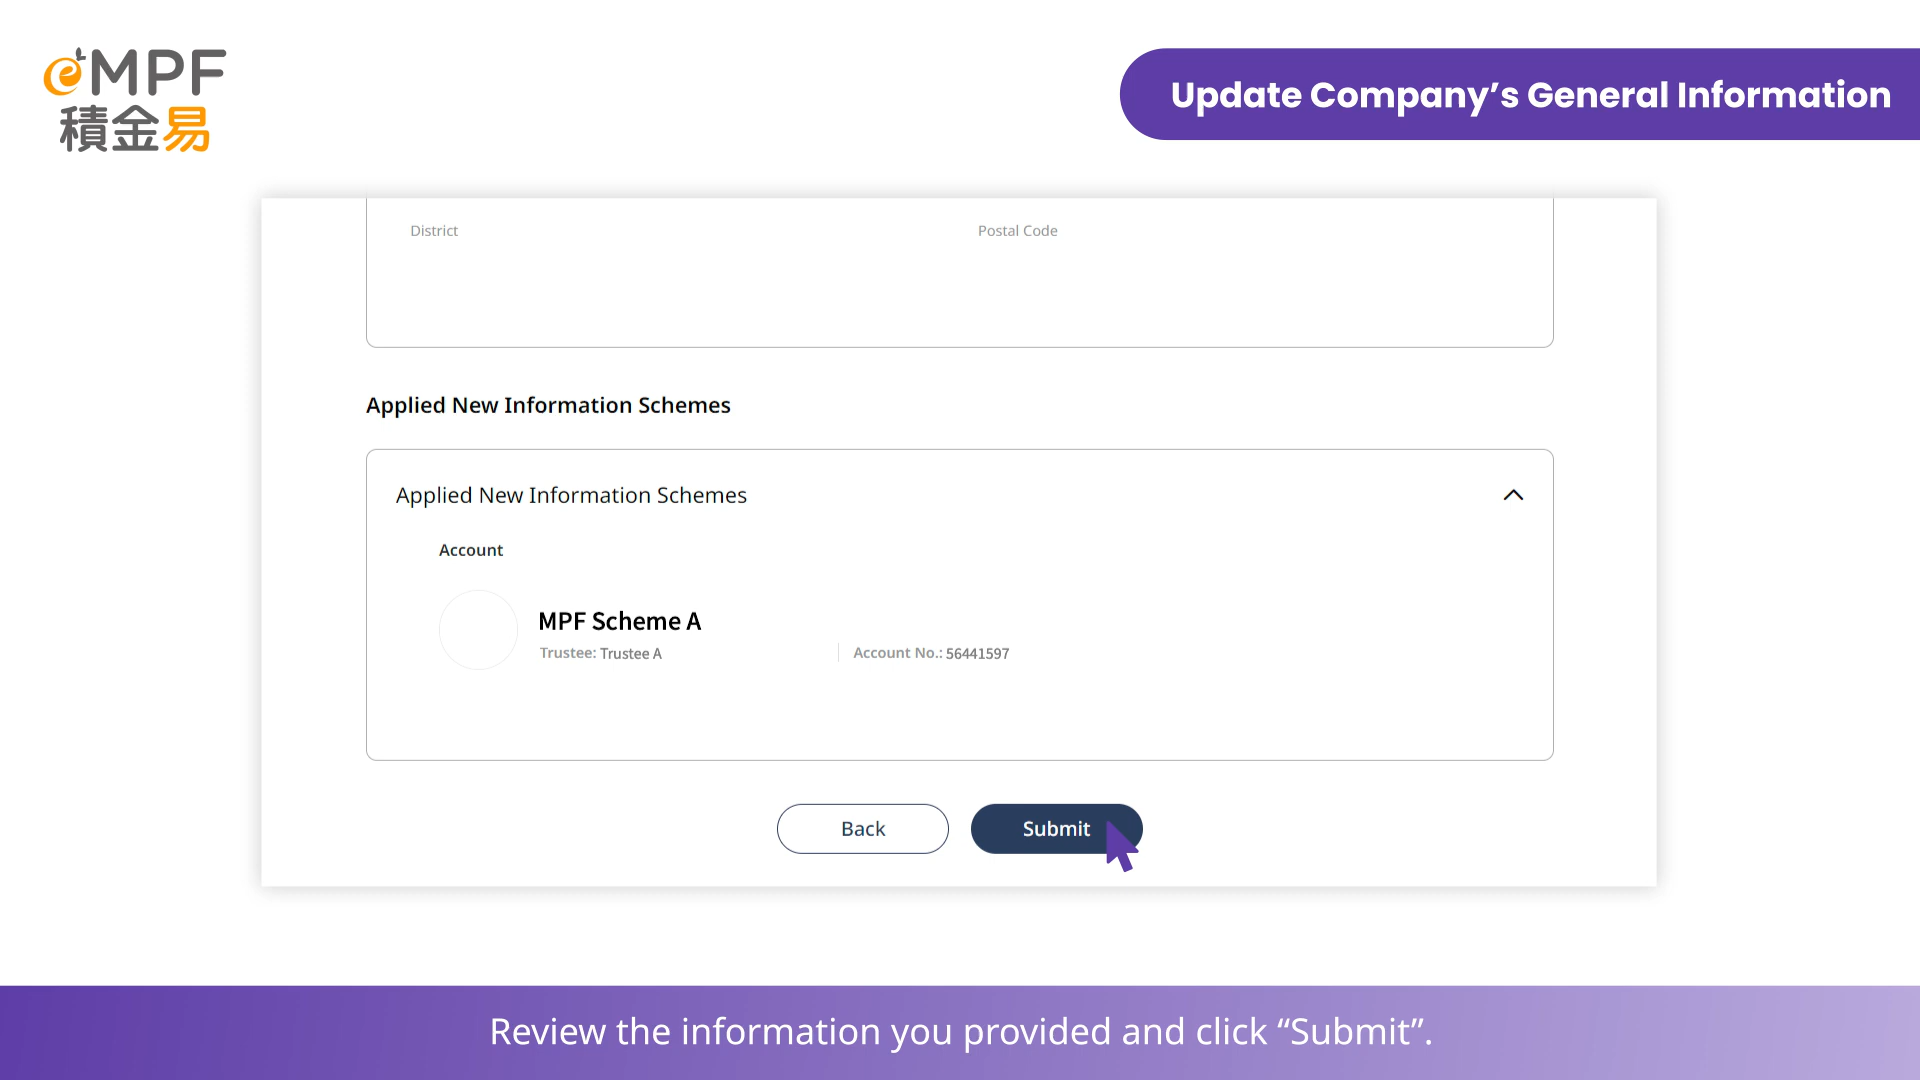 eMPF
積金易
Update Company’s General Information
District
Postal Code
Applied New Information Schemes
Applied New Information Schemes
Account
MPF Scheme A
Trustee: Trustee A
Account No.: 56441597
Back
Submit
Review the information you provided and click “Submit”.